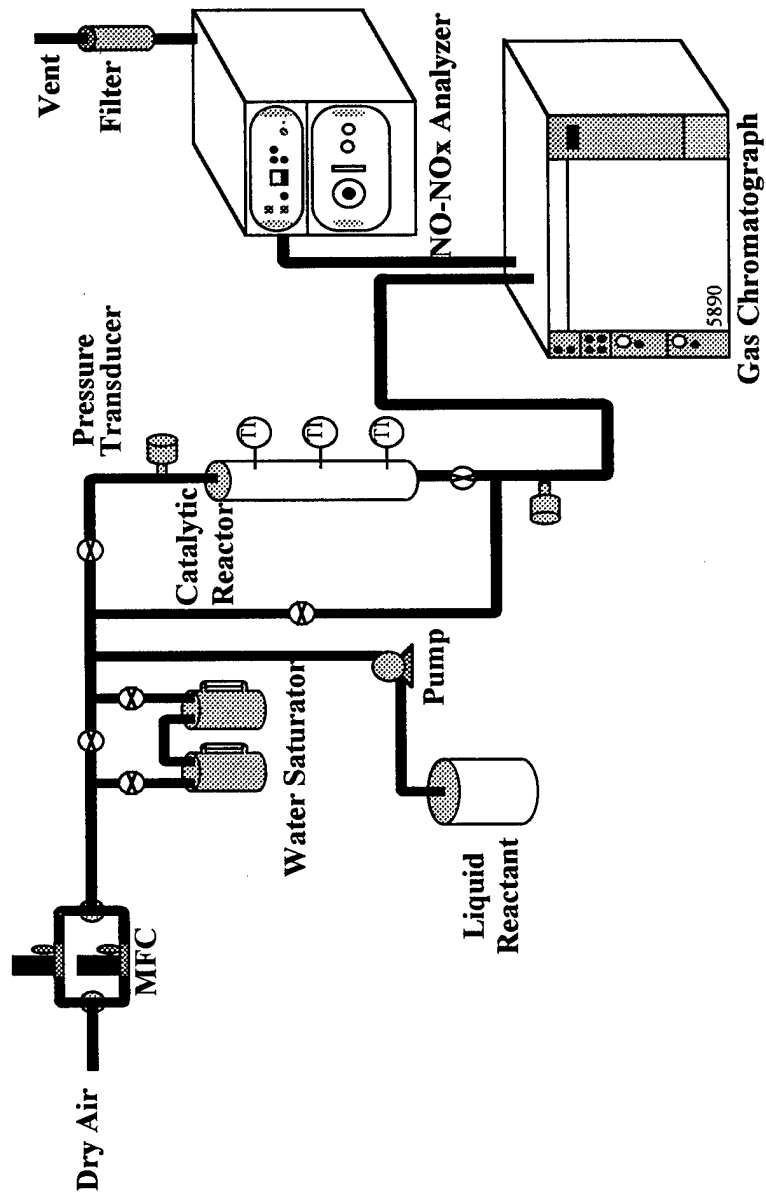 Dry Air
MFC
Water Saturator
Liquid
Reactant
Pump
Catalytic
Reactor
Pressure
Transducer
TI
TI
TI
Vent
Filter
NO-NOx Analyzer
5890
Gas Chromatograph